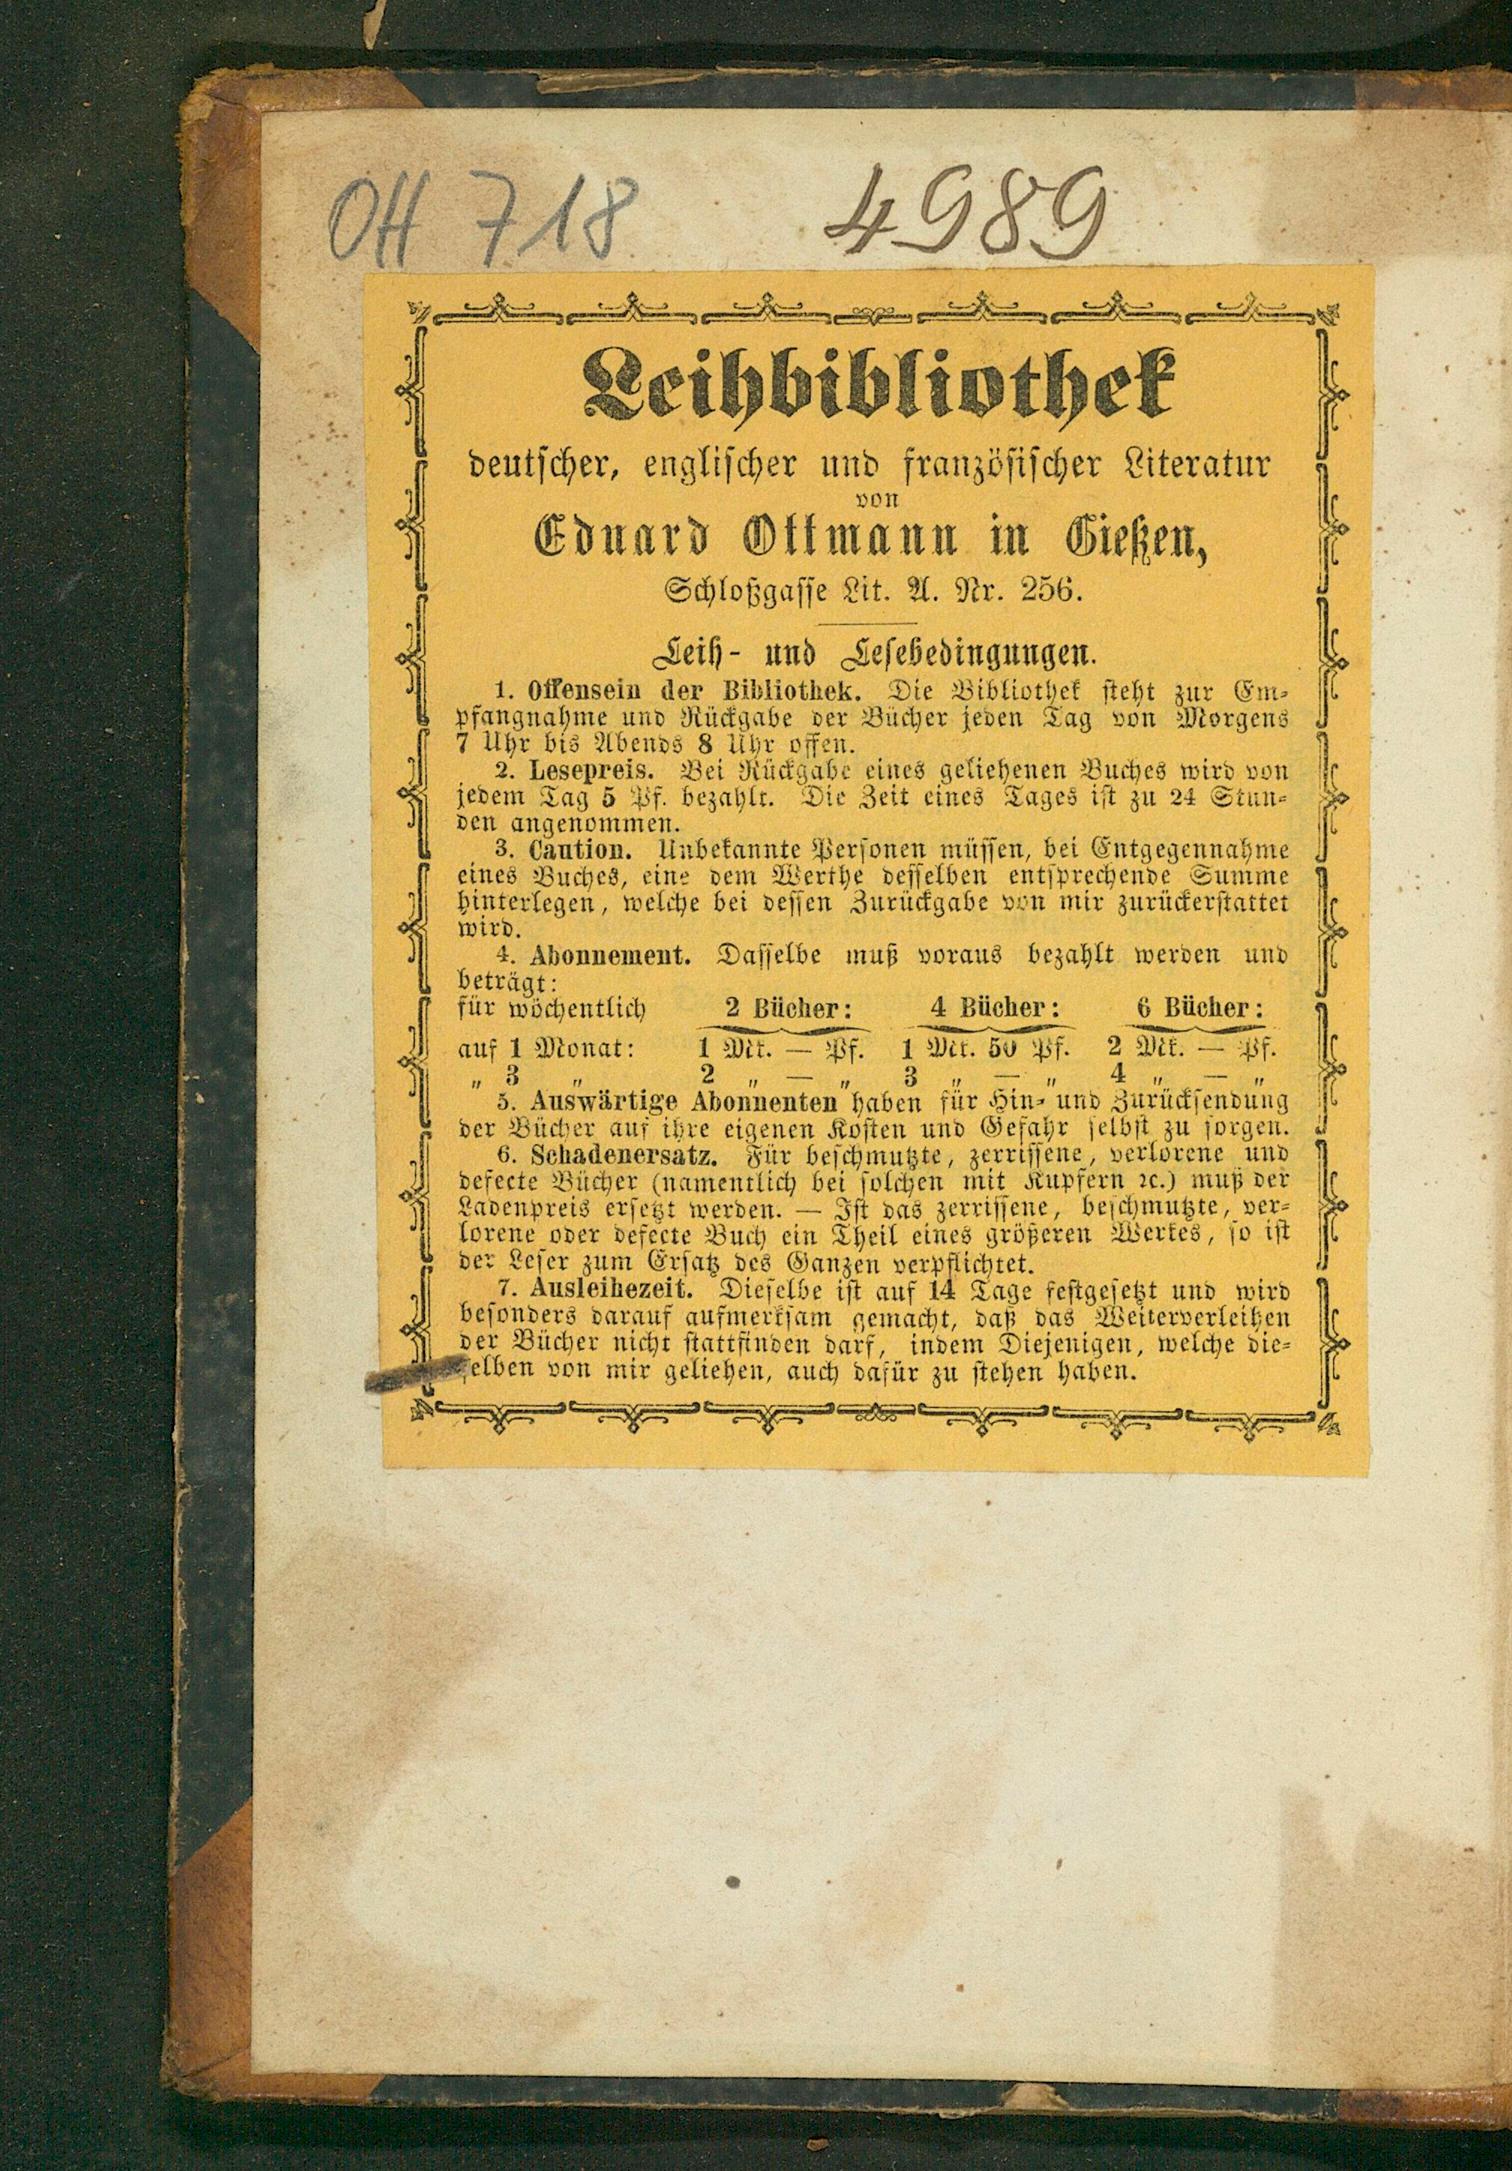 OH 718 4989
Leihbibliothek
deutscher, englischer und französischer Literatur
von
Eduard Ottmann in Gießen,
Schloßgasse Lit. A. Nr. 256.
Leih- und Lesebedingungen.
1. Offensein der Bibliothek. Die Bibliothek steht zur Em-
pfangnahme und Rückgabe der Bücher jeden Tag von Morgens
7 Uhr bis Abends 8 Uhr offen.
2. Lesepreis. Bei Rückgabe eines geliehenen Buches wird von
jedem Tag 5 Pf. bezahlt. Die Zeit eines Tages ist zu 24 Stun-
den angenommen.
3. Caution. Unbekannte Personen müssen, bei Entgegennahme
eines Buches, eine dem Werthe desselben entsprechende Summe
hinterlegen, welche bei dessen Zurückgabe von mir zurückerstattet
wird.
4. Abonnement. Dasselbe muß voraus bezahlt werden und
beträgt:
für wöchentlich 2 Bücher: 4 Bücher: 6 Bücher:
auf 1 Monat: 1 Mk. — Pf. 1 Mk. 50 Pf. 2 Mk. — Pf.
„ 3 „ 2 „ — „ 3 „ — „ 4 „ — „
5. Auswärtige Abonnenten haben für Hin- und Zurücksendung
der Bücher auf ihre eigenen Kosten und Gefahr selbst zu sorgen.
6. Schadenersatz. Für beschmutzte, zerrissene, verlorene und
defecte Bücher (namentlich bei solchen mit Kupfern ꝛc.) muß der
Ladenpreis ersetzt werden. — Ist das zerrissene, beschmutzte, ver-
lorene oder defecte Buch ein Theil eines größeren Werkes, so ist
der Leser zum Ersatz des Ganzen verpflichtet.
7. Ausleihezeit. Dieselbe ist auf 14 Tage festgesetzt und wird
besonders darauf aufmerksam gemacht, daß das Weiterverleihen
der Bücher nicht stattfinden darf, indem Diejenigen, welche die-
selben von mir geliehen, auch dafür zu stehen haben.